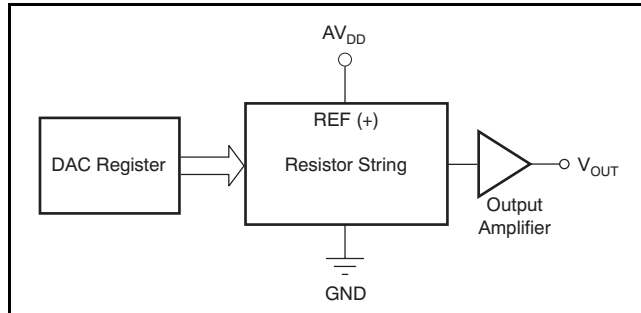 AVDD
REF (+)
DAC Register
Resistor String
VOUT
Output
Amplifier
GND